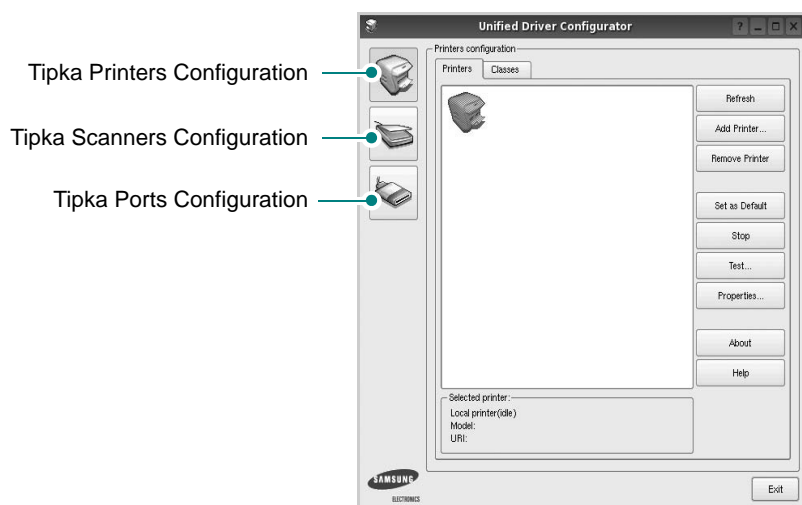 Unified Driver Configurator
Tipka Printers Configuration
Tipka Scanners Configuration
Tipka Ports Configuration
Printers configuration
Printers
Classes
Refresh
Add Printer...
Remove Printer
Set as Default
Stop
Test...
Properties...
About
Help
Selected printer:
Local printer(idle)
Model:
URI:
SAMSUNG
ELECTRONICS
Exit